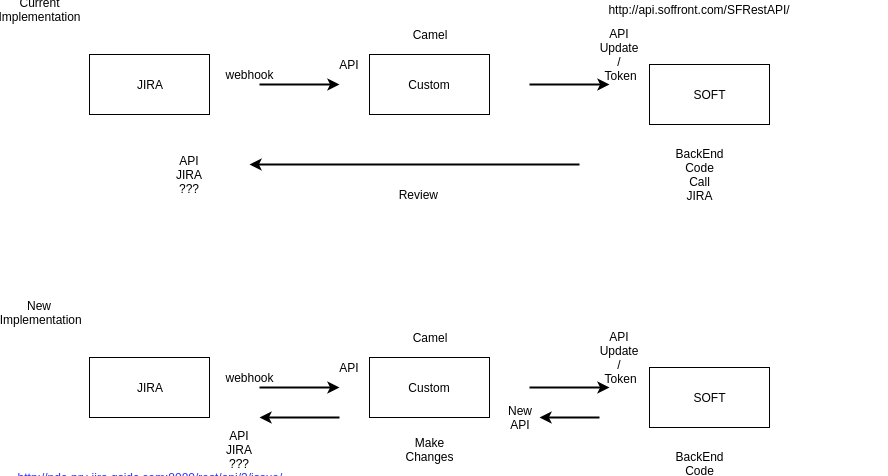 Current
Implementation
http://api.soffront.com/SFRestAPI/
Camel
API
Update
/
Token
webhook
API
JIRA
Custom
SOFT
API
JIRA
???
Review
BackEnd
Code
Call
JIRA
New
Implementation
Camel
API
Update
/
Token
webhook
API
JIRA
Custom
SOFT
New
API
API
JIRA
???
Make
Changes
BackEnd
Code